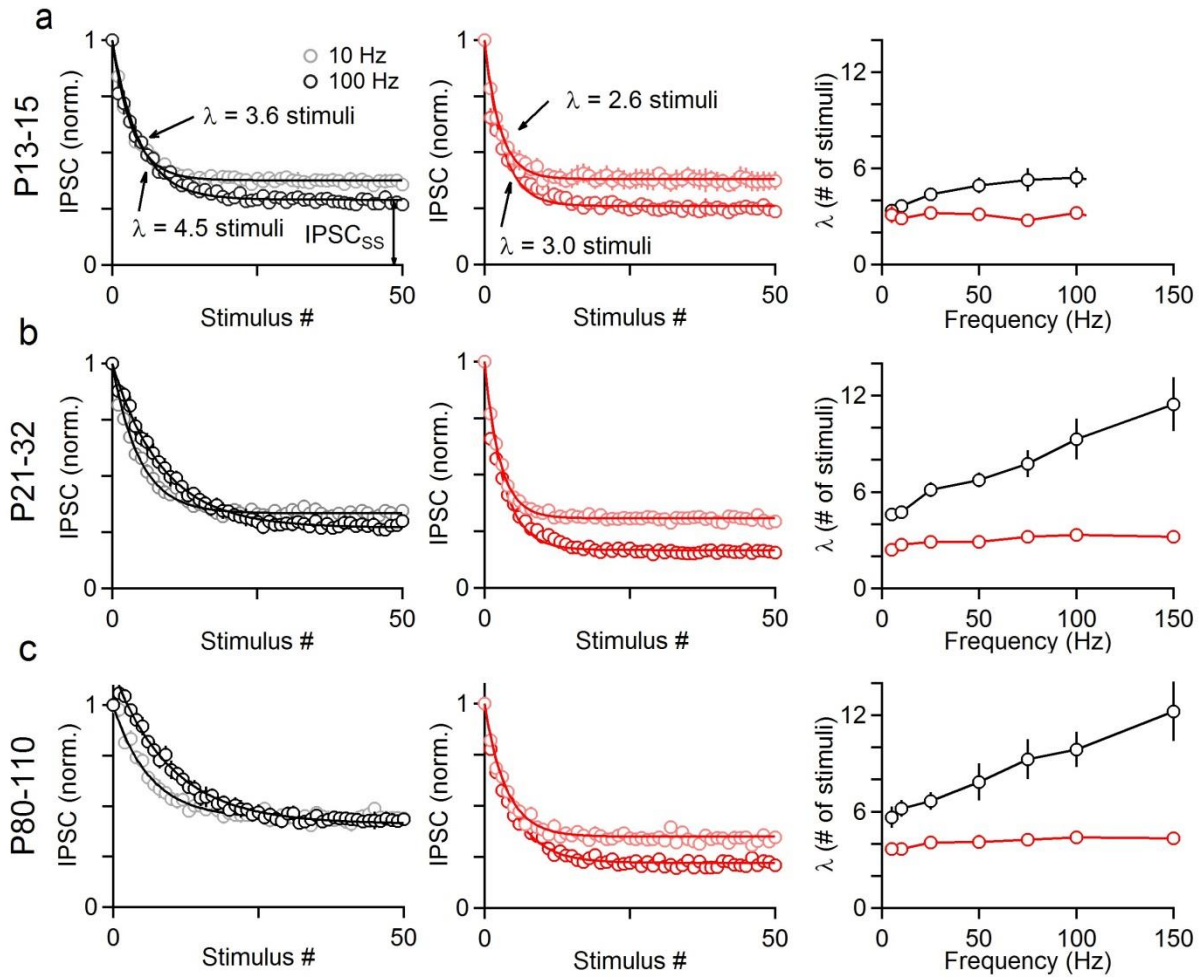 a
P13-15
IPSC (norm.)
1
0
0
50
Stimulus #
10 Hz
100 Hz
λ = 3.6 stimuli
λ = 4.5 stimuli
IPSCSS
IPSC (norm.)
1
0
0
50
Stimulus #
λ = 2.6 stimuli
λ = 3.0 stimuli
λ (# of stimuli)
12
6
0
0
50
100
150
Frequency (Hz)
b
P21-32
IPSC (norm.)
1
0
0
50
Stimulus #
IPSC (norm.)
1
0
0
50
Stimulus #
λ (# of stimuli)
12
6
0
0
50
100
150
Frequency (Hz)
c
P80-110
IPSC (norm.)
1
0
0
50
Stimulus #
IPSC (norm.)
1
0
0
50
Stimulus #
λ (# of stimuli)
12
6
0
0
50
100
150
Frequency (Hz)